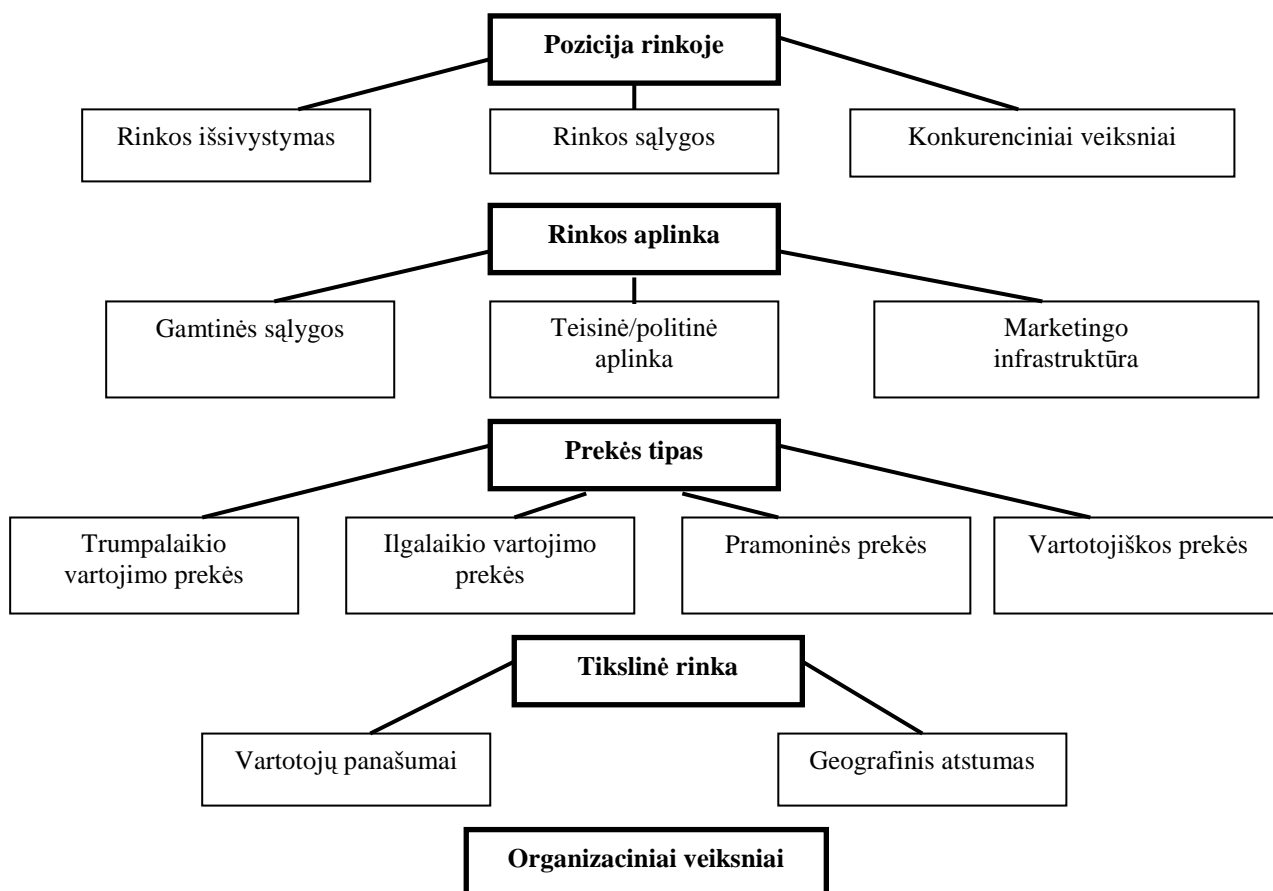 Pozicija rinkoje
Rinkos išsivystymas
Rinkos sąlygos
Konkurenciniai veiksniai
Rinkos aplinka
Gamtinės sąlygos
Teisinė/politinė
aplinka
Marketingo
infrastruktūra
Prekės tipas
Trumpalaikio
vartojimo prekės
Ilgalaikio vartojimo
prekės
Pramoninės prekės
Vartotojiškos prekės
Tikslinė rinka
Vartotojų panašumai
Geografinis atstumas
Organizaciniai veiksniai